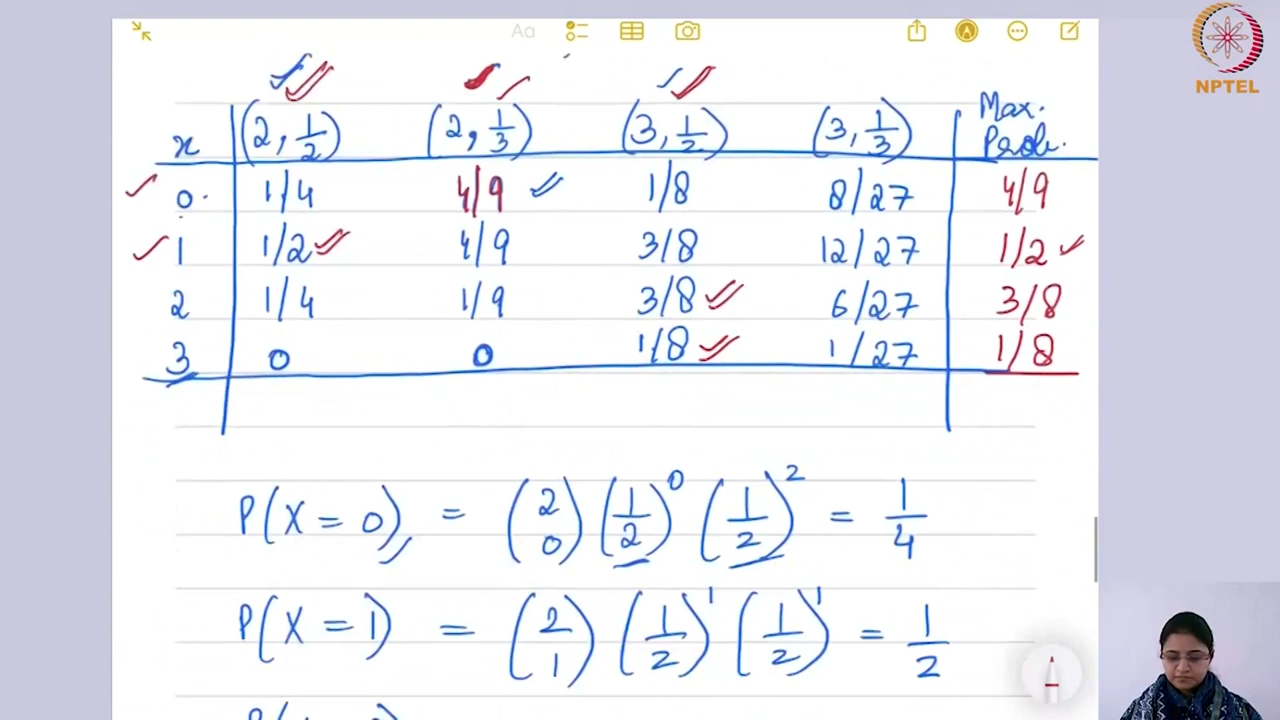 Aa
NPTEL
x (2, 1/2) (2, 1/3) (3, 1/2) (3, 1/3) Max. Prob.
0 1/4 4/9 1/8 8/27 4/9
1 1/2 4/9 3/8 12/27 1/2
2 1/4 1/9 3/8 6/27 3/8
3 0 0 1/8 1/27 1/8
P(X = 0) = (2 0) (1/2)^0 (1/2)^2 = 1/4
P(X = 1) = (2 1) (1/2)^1 (1/2)^1 = 1/2